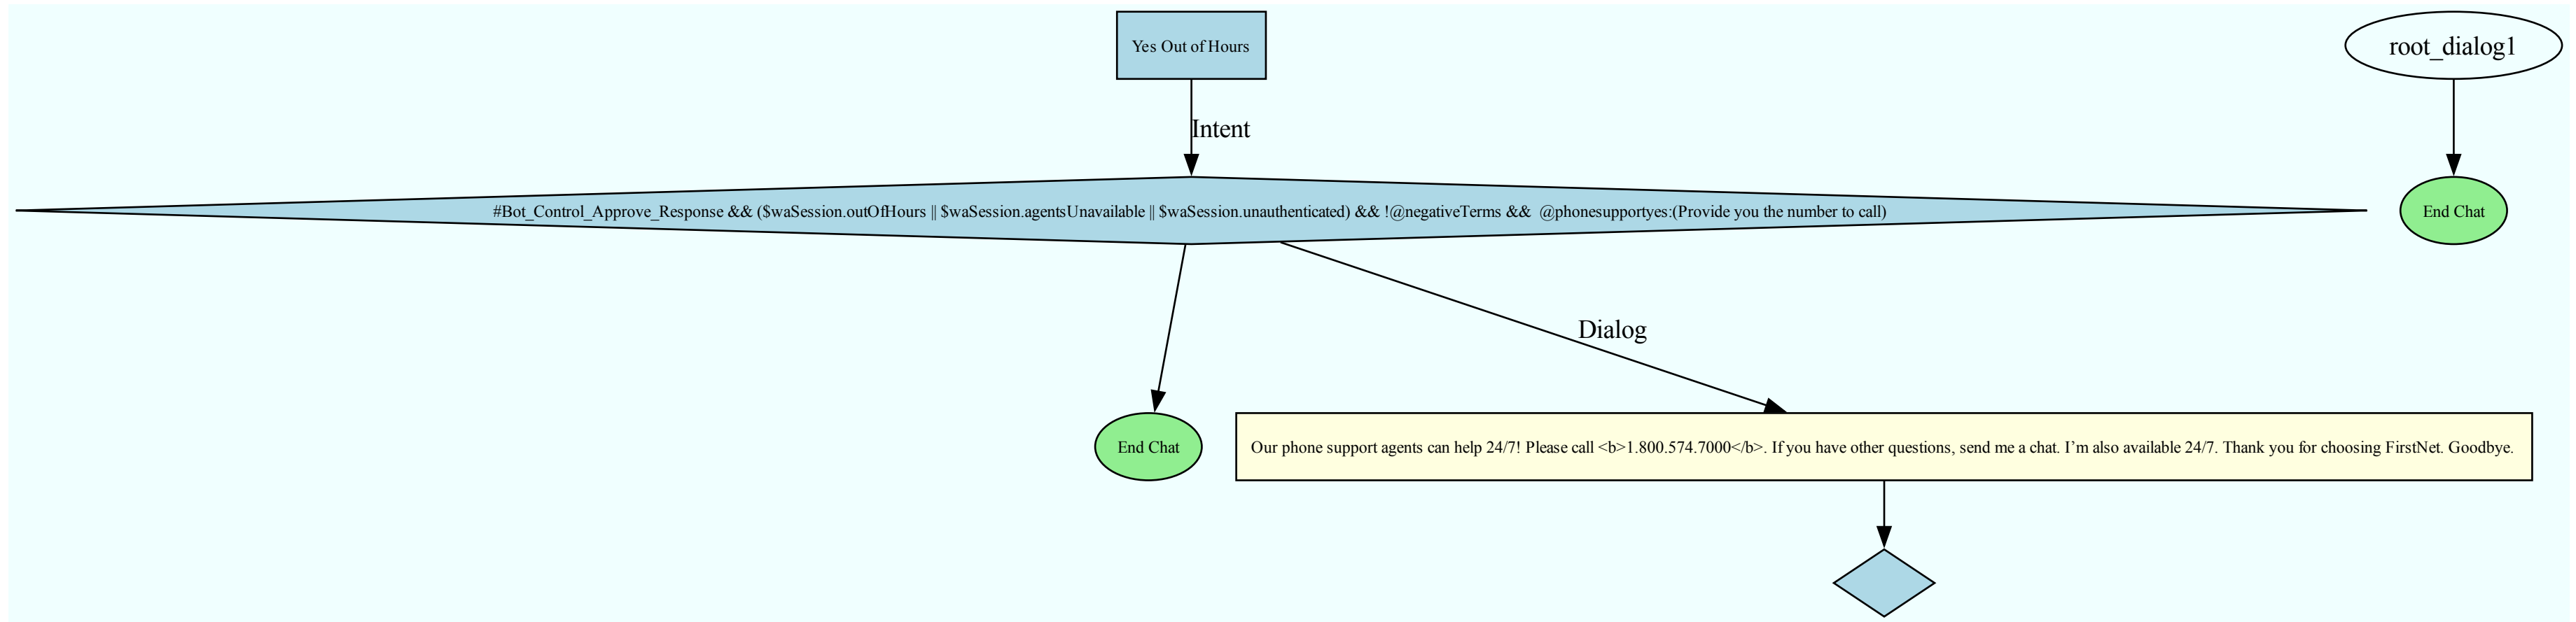 Yes Out of Hours
root_dialog1
Intent
#Bot_Control_Approve_Response && ($waSession.outOfHours || $waSession.agentsUnavailable || $waSession.unauthenticated) && !@negativeTerms &&  @phonesupportyes:(Provide you the number to call)
End Chat
Dialog
End Chat
Our phone support agents can help 24/7! Please call <b>1.800.574.7000</b>. If you have other questions, send me a chat. I’m also available 24/7. Thank you for choosing FirstNet. Goodbye.